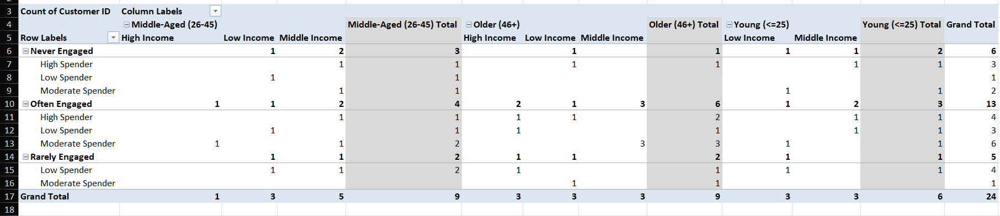 3 Count of Customer ID Column Labels
4 Middle-Aged (26-45) Middle-Aged (26-45) Total Older (46+) Older (46+) Total Young (<=25) Young (<=25) Total Grand Total
5 Row Labels High Income Low Income Middle Income High Income Low Income Middle Income Low Income Middle Income
6 Never Engaged 1 2 3 1 1 1 1 2 6
7 High Spender 1 1 1 1 1 1 3
8 Low Spender 1 1 1
9 Moderate Spender 1 1 1 1 2
10 Often Engaged 1 1 2 4 2 1 3 6 1 2 3 13
11 High Spender 1 1 1 1 2 1 1 4
12 Low Spender 1 1 1 1 1 1 3
13 Moderate Spender 1 1 2 3 3 1 1 6
14 Rarely Engaged 1 1 2 1 1 2 1 1 5
15 Low Spender 1 1 2 1 1 1 1 4
16 Moderate Spender 1 1 1
17 Grand Total 1 3 5 9 3 3 3 9 3 3 6 24
18